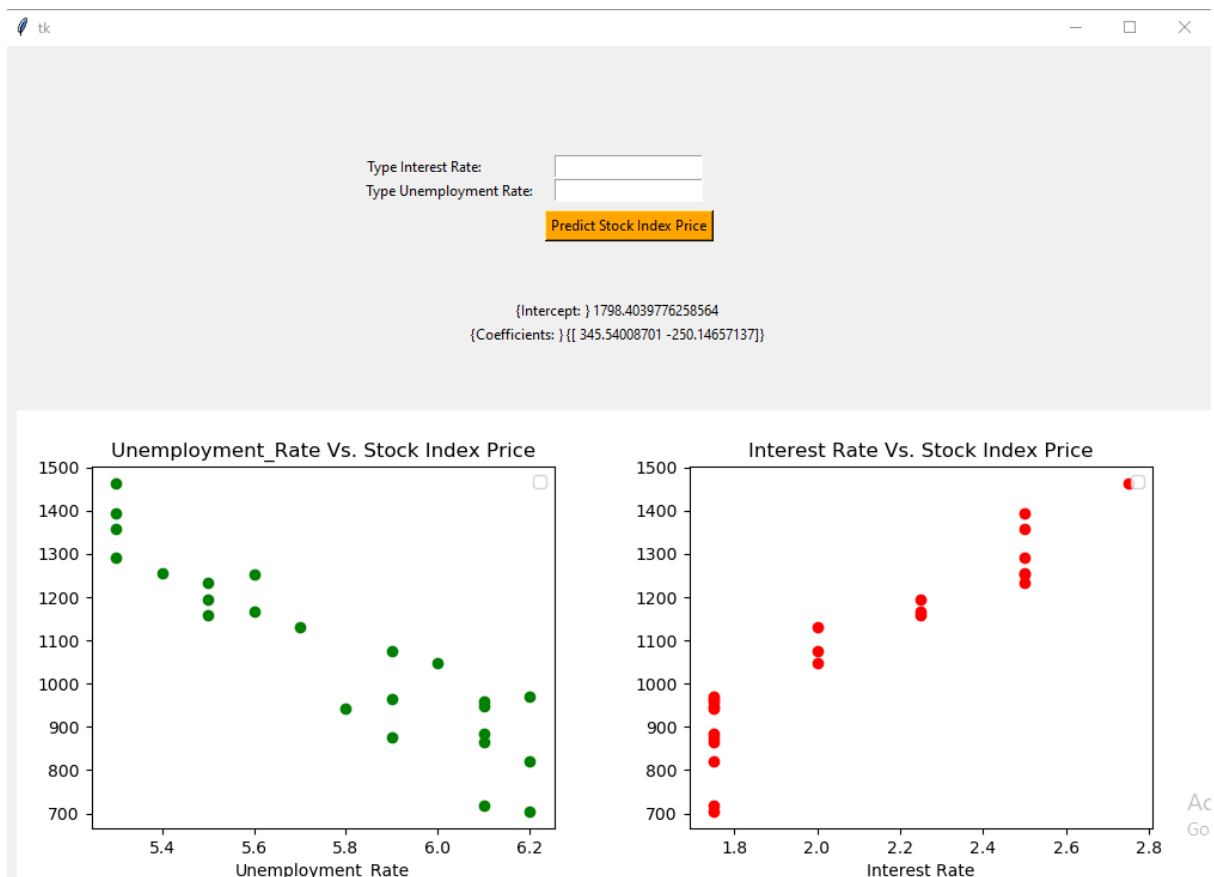 tk
Type Interest Rate:
Type Unemployment Rate:
Predict Stock Index Price
{Intercept: } 1798.4039776258564
{Coefficients: } {[ 345.54008701 -250.14657137]}
Unemployment_Rate Vs. Stock Index Price
1500
1400
1300
1200
1100
1000
900
800
700
5.4 5.6 5.8 6.0 6.2
Unemployment_Rate
Interest Rate Vs. Stock Index Price
1500
1400
1300
1200
1100
1000
900
800
700
1.8 2.0 2.2 2.4 2.6 2.8
Interest Rate
Ac
Go